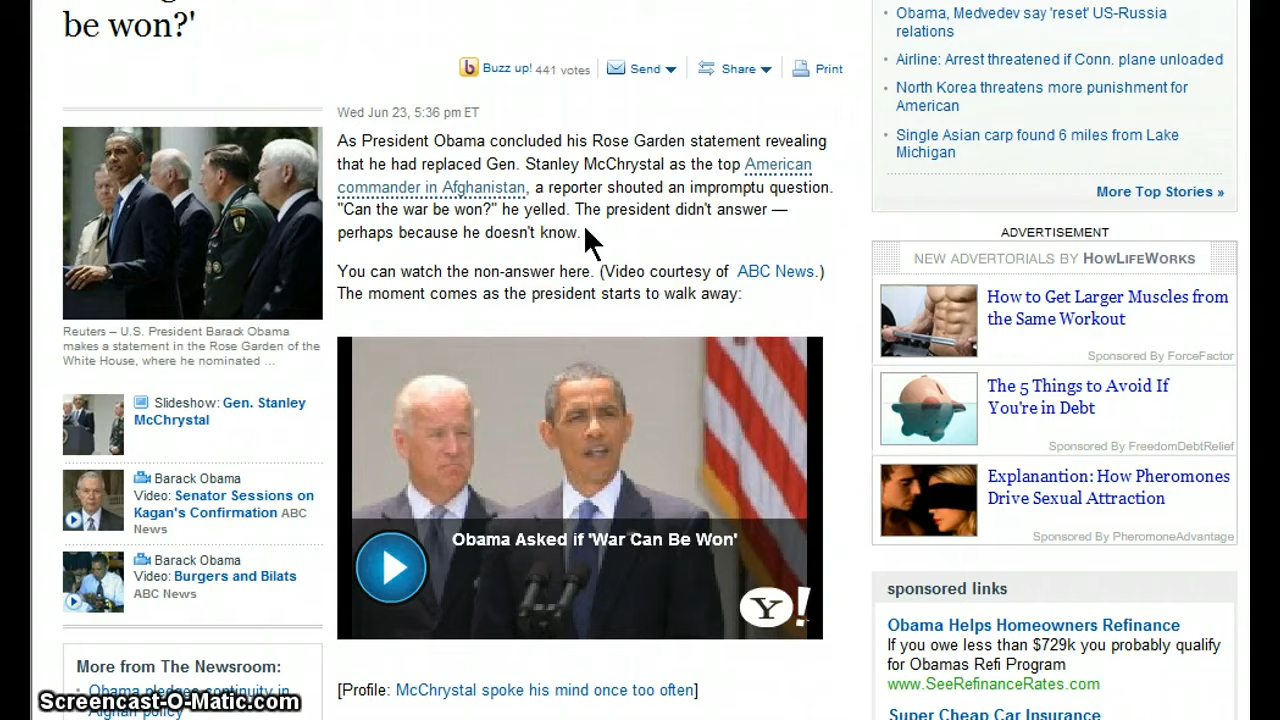 be won?'
Buzz up! 441 votes
Send
Share
Print
Wed Jun 23, 5:36 pm ET
As President Obama concluded his Rose Garden statement revealing
that he had replaced Gen. Stanley McChrystal as the top American
commander in Afghanistan, a reporter shouted an impromptu question.
"Can the war be won?" he yelled. The president didn't answer —
perhaps because he doesn't know.
You can watch the non-answer here. (Video courtesy of ABC News.)
The moment comes as the president starts to walk away:
Reuters – U.S. President Barack Obama
makes a statement in the Rose Garden of the
White House, where he nominated ...
Slideshow: Gen. Stanley
McChrystal
Barack Obama
Video: Senator Sessions on
Kagan's Confirmation ABC
News
Barack Obama
Video: Burgers and Bilats
ABC News
More from The Newsroom:
Obama pledges continuity in
Afghan policy
Screencast-O-Matic.com
Obama Asked if 'War Can Be Won'
Y!
[Profile: McChrystal spoke his mind once too often]
Obama, Medvedev say 'reset' US-Russia
relations
Airline: Arrest threatened if Conn. plane unloaded
North Korea threatens more punishment for
American
Single Asian carp found 6 miles from Lake
Michigan
More Top Stories »
ADVERTISEMENT
NEW ADVERTORIALS BY HOWLIFEWORKS
How to Get Larger Muscles from
the Same Workout
Sponsored By ForceFactor
The 5 Things to Avoid If
You're in Debt
Sponsored By FreedomDebtRelief
Explanantion: How Pheromones
Drive Sexual Attraction
Sponsored By PheromoneAdvantage
sponsored links
Obama Helps Homeowners Refinance
If you owe less than $729k you probably qualify
for Obamas Refi Program
www.SeeRefinanceRates.com
Super Cheap Car Insurance